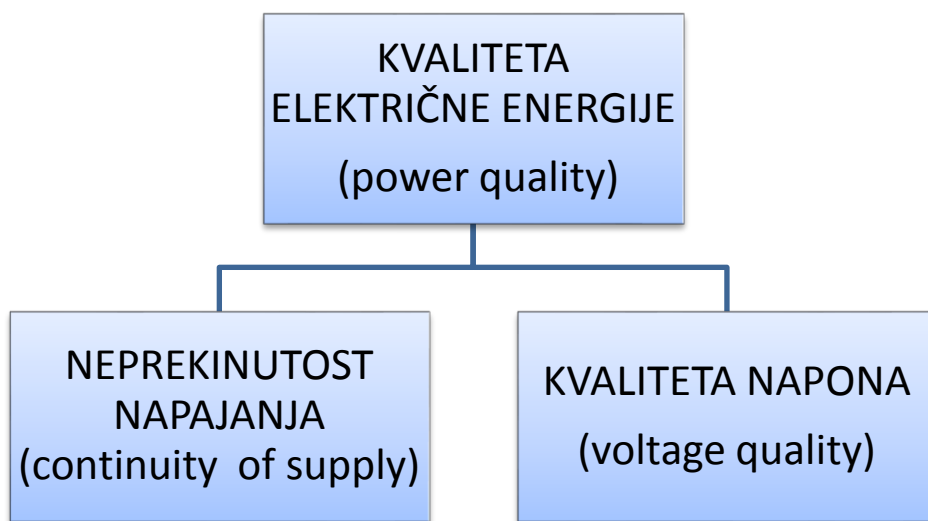 KVALITETA
ELEKTRIČNE ENERGIJE
(power quality)
NEPREKINUTOST
NAPAJANJA
(continuity of supply)
KVALITETA NAPONA
(voltage quality)